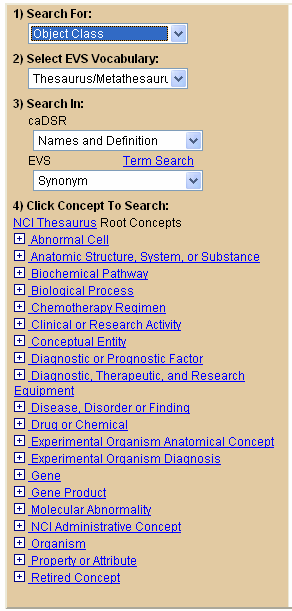 1) Search For:
Object Class
2) Select EVS Vocabulary:
Thesaurus/Metathesauru
3) Search In:
caDSR
Names and Definition
EVS Term Search
Synonym
4) Click Concept To Search:
NCI Thesaurus Root Concepts
Abnormal Cell
Anatomic Structure, System, or Substance
Biochemical Pathway
Biological Process
Chemotherapy Regimen
Clinical or Research Activity
Conceptual Entity
Diagnostic or Prognostic Factor
Diagnostic, Therapeutic, and Research
Equipment
Disease, Disorder or Finding
Drug or Chemical
Experimental Organism Anatomical Concept
Experimental Organism Diagnosis
Gene
Gene Product
Molecular Abnormality
NCI Administrative Concept
Organism
Property or Attribute
Retired Concept